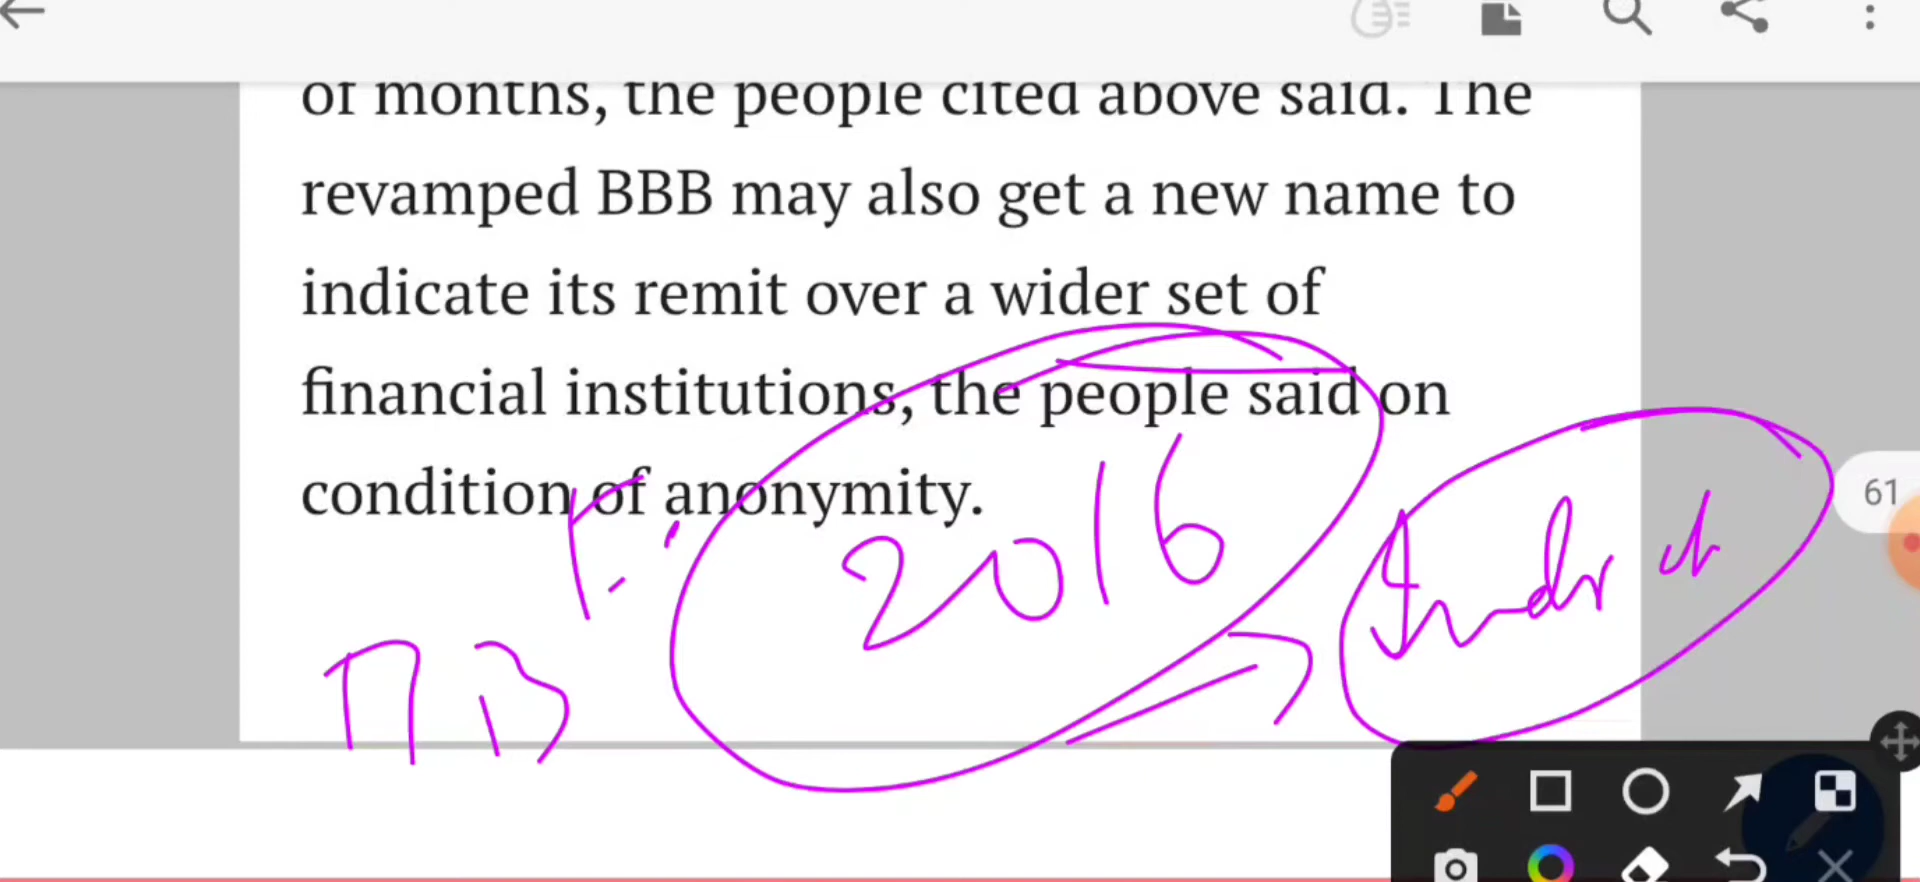 of months, the people cited above said. The
revamped BBB may also get a new name to
indicate its remit over a wider set of
financial institutions, the people said on
condition of anonymity.
2016
61